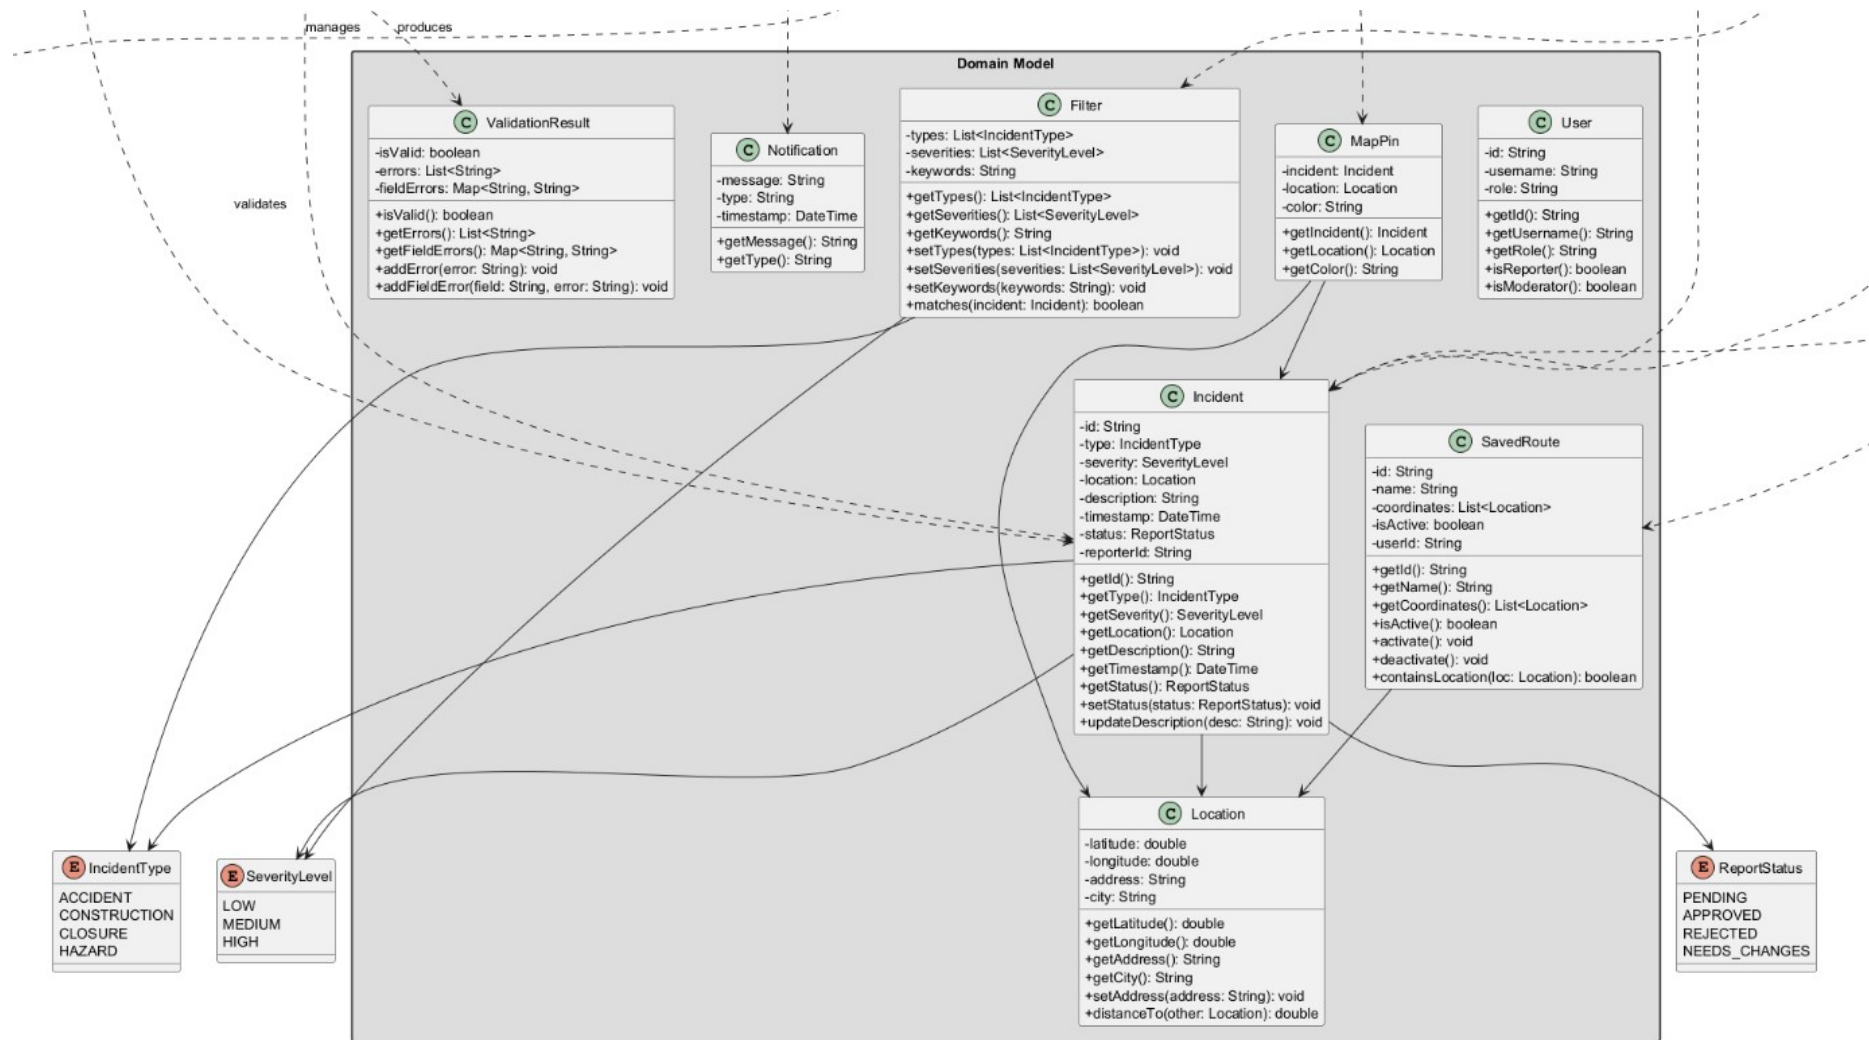 manages
produces
validates
Domain Model
C ValidationResult
-isValid: boolean
-errors: List<String>
-fieldErrors: Map<String, String>
+isValid(): boolean
+getErrors(): List<String>
+getFieldErrors(): Map<String, String>
+addError(error: String): void
+addFieldError(field: String, error: String): void
C Notification
-message: String
-type: String
-timestamp: DateTime
+getMessage(): String
+getType(): String
C Filter
-types: List<IncidentType>
-severities: List<SeverityLevel>
-keywords: String
+getTypes(): List<IncidentType>
+getSeverities(): List<SeverityLevel>
+getKeywords(): String
+setTypes(types: List<IncidentType>): void
+setSeverities(severities: List<SeverityLevel>): void
+setKeywords(keywords: String): void
+matches(incident: Incident): boolean
C MapPin
-incident: Incident
-location: Location
-color: String
+getIncident(): Incident
+getLocation(): Location
+getColor(): String
C User
-id: String
-username: String
-role: String
+getId(): String
+getUsername(): String
+getRole(): String
+isReporter(): boolean
+isModerator(): boolean
C Incident
-id: String
-type: IncidentType
-severity: SeverityLevel
-location: Location
-description: String
-timestamp: DateTime
-status: ReportStatus
-reporterId: String
+getId(): String
+getType(): IncidentType
+getSeverity(): SeverityLevel
+getLocation(): Location
+getDescription(): String
+getTimestamp(): DateTime
+getStatus(): ReportStatus
+setStatus(status: ReportStatus): void
+updateDescription(desc: String): void
C SavedRoute
-id: String
-name: String
-coordinates: List<Location>
-isActive: boolean
-userId: String
+getId(): String
+getName(): String
+getCoordinates(): List<Location>
+isActive(): boolean
+activate(): void
+deactivate(): void
+containsLocation(loc: Location): boolean
E IncidentType
ACCIDENT
CONSTRUCTION
CLOSURE
HAZARD
E SeverityLevel
LOW
MEDIUM
HIGH
C Location
-latitude: double
-longitude: double
-address: String
-city: String
+getLatitude(): double
+getLongitude(): double
+getAddress(): String
+getCity(): String
+setAddress(address: String): void
+distanceTo(other: Location): double
E ReportStatus
PENDING
APPROVED
REJECTED
NEEDS_CHANGES